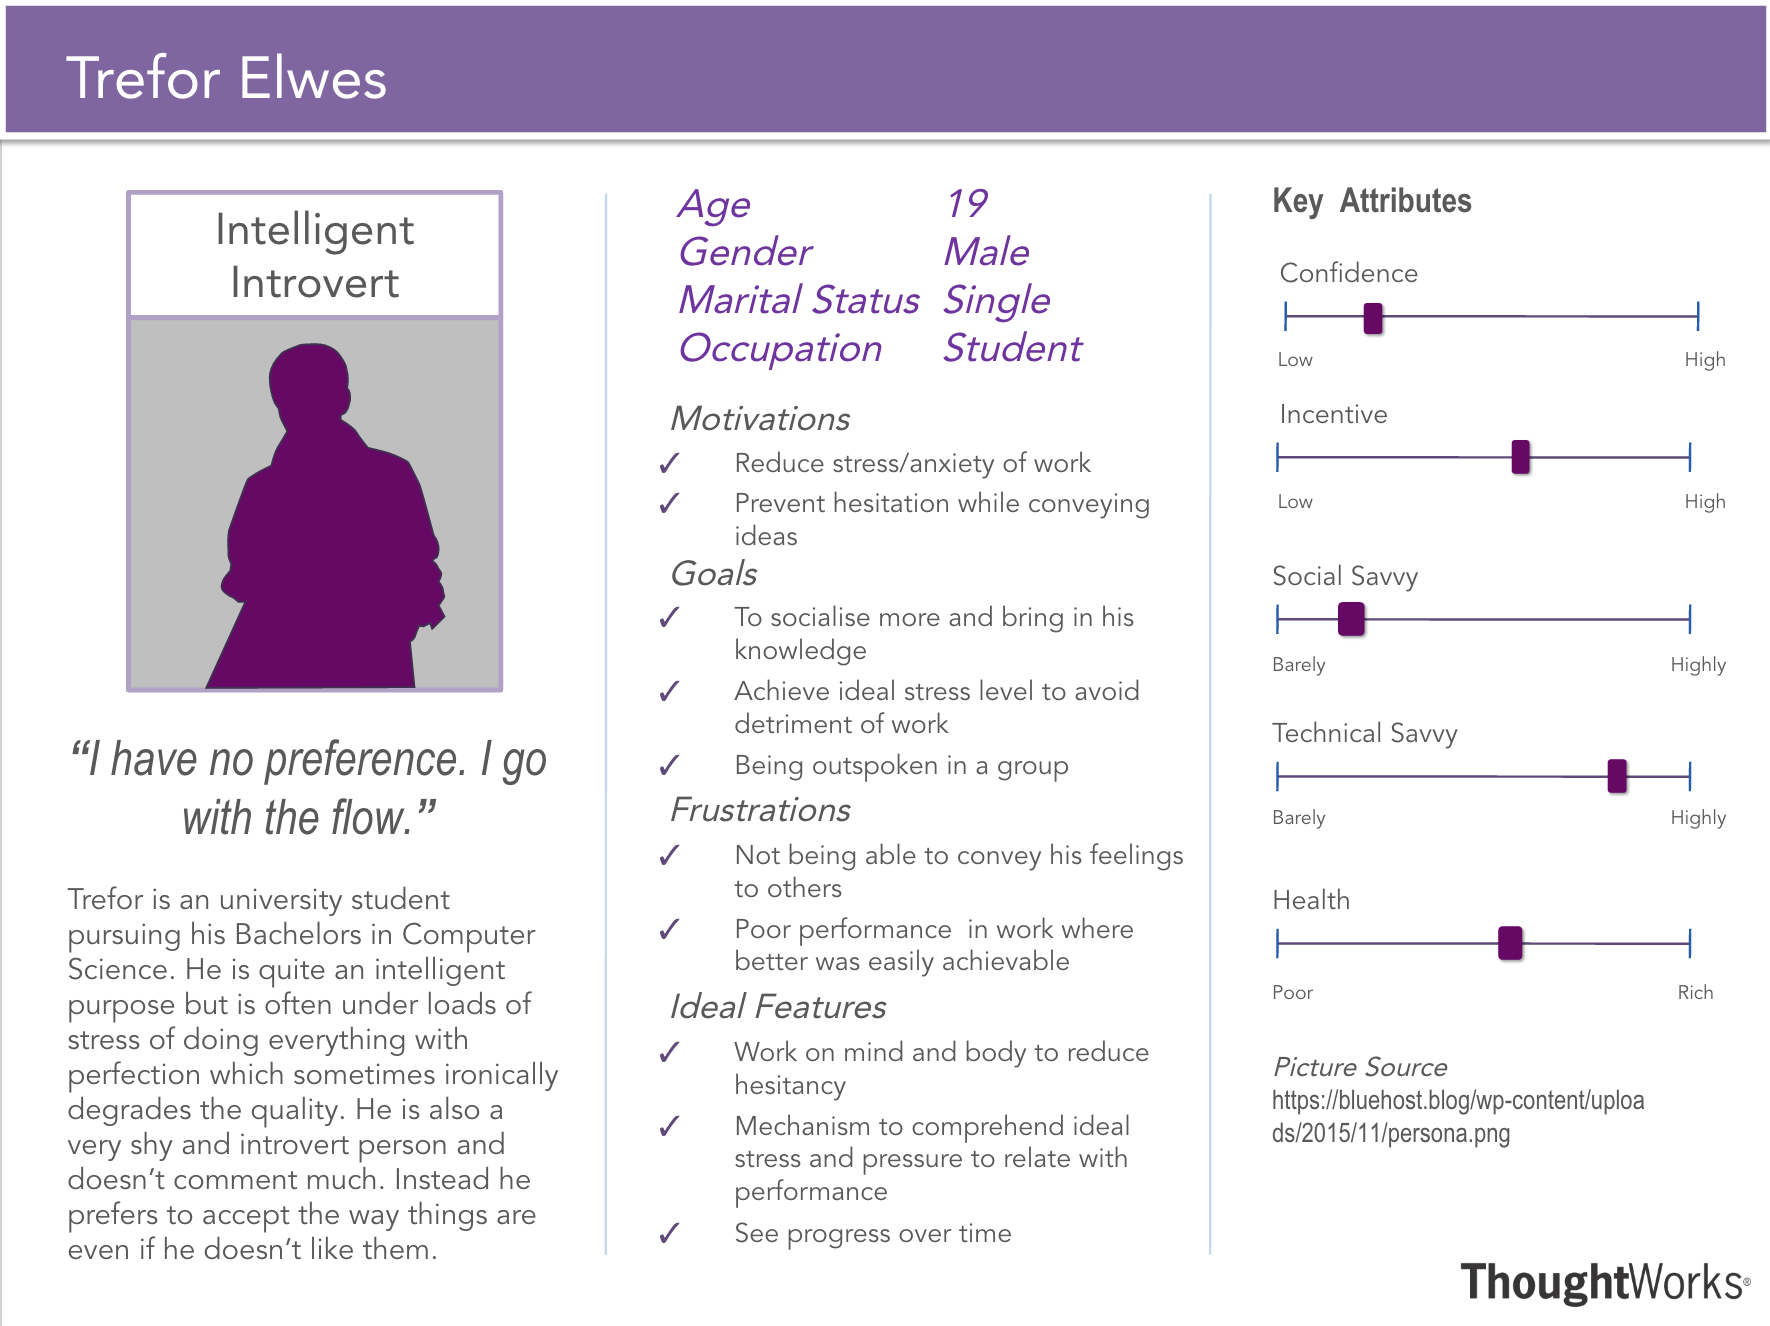 Trefor Elwes
Intelligent
Introvert
“I have no preference. I go
with the flow.”
Trefor is an university student
pursuing his Bachelors in Computer
Science. He is quite an intelligent
purpose but is often under loads of
stress of doing everything with
perfection which sometimes ironically
degrades the quality. He is also a
very shy and introvert person and
doesn’t comment much. Instead he
prefers to accept the way things are
even if he doesn’t like them.
Age 19
Gender Male
Marital Status Single
Occupation Student
Motivations
✓ Reduce stress/anxiety of work
✓ Prevent hesitation while conveying
ideas
Goals
✓ To socialise more and bring in his
knowledge
✓ Achieve ideal stress level to avoid
detriment of work
✓ Being outspoken in a group
Frustrations
✓ Not being able to convey his feelings
to others
✓ Poor performance  in work where
better was easily achievable
Ideal Features
✓ Work on mind and body to reduce
hesitancy
✓ Mechanism to comprehend ideal
stress and pressure to relate with
performance
✓ See progress over time
Key  Attributes
Confidence
Low High
Incentive
Low High
Social Savvy
Barely Highly
Technical Savvy
Barely Highly
Health
Poor Rich
Picture Source
https://bluehost.blog/wp-content/uploa
ds/2015/11/persona.png
ThoughtWorks®